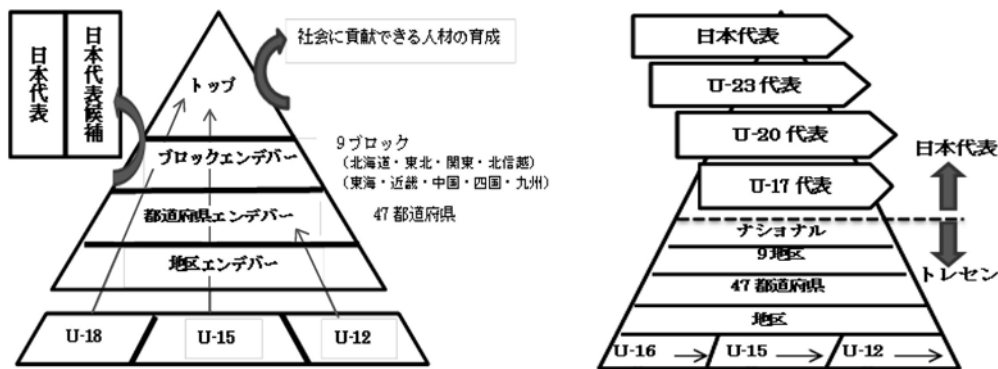 日本代表
日本代表候補
社会に貢献できる人材の育成
トップ
ブロックエンデバー
9ブロック
(北海道・東北・関東・北信越)
(東海・近畿・中国・四国・九州)
都道府県エンデバー
47都道府県
地区エンデバー
U-18
U-15
U-12
日本代表
U-23 代表
U-20 代表
U-17 代表
日本代表
ナショナル
9地区
トレセン
47都道府県
地区
U-16
U-15
U-12